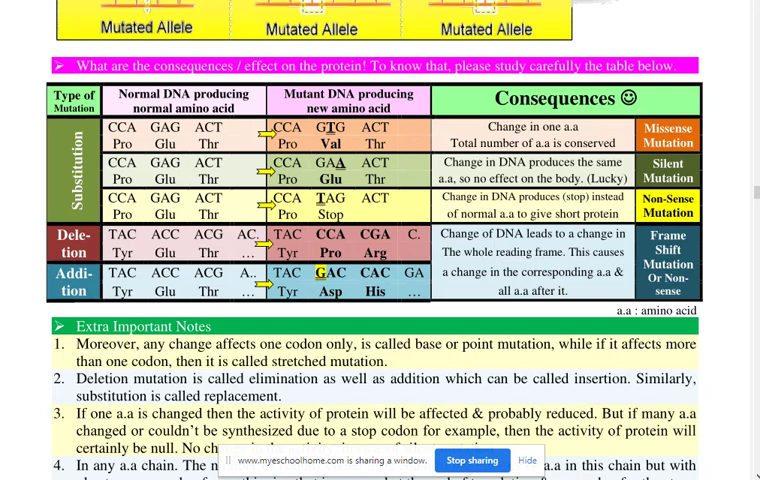 Mutated Allele Mutated Allele Mutated Allele
➢ What are the consequences / effect on the protein! To know that, please study carefully the table below.
Type of Mutation
Normal DNA producing normal amino acid
Mutant DNA producing new amino acid
Consequences ☺
Substitution
CCA GAG ACT CCA GTG ACT Change in one a.a
Pro Glu Thr Pro Val Thr Total number of a.a is conserved
Missense Mutation
CCA GAG ACT CCA GAA ACT Change in DNA produces the same
Pro Glu Thr Pro Glu Thr a.a, so no effect on the body. (Lucky)
Silent Mutation
CCA GAG ACT CCA TAG ACT Change in DNA produces (stop) instead
Pro Glu Thr Pro Stop of normal a.a to give short protein
Non-Sense Mutation
Dele-tion
TAC ACC ACG AC. TAC CCA CGA C. Change of DNA leads to a change in
Tyr Glu Thr … Tyr Pro Arg The whole reading frame. This causes
Addi-tion
TAC ACC ACG A.. TAC GAC CAC GA a change in the corresponding a.a &
Tyr Glu Thr … Tyr Asp His … all a.a after it.
Frame Shift Mutation Or Non-sense
a.a : amino acid
➢ Extra Important Notes
1. Moreover, any change affects one codon only, is called base or point mutation, while if it affects more
than one codon, then it is called stretched mutation.
2. Deletion mutation is called elimination as well as addition which can be called insertion. Similarly,
substitution is called replacement.
3. If one a.a is changed then the activity of protein will be affected & probably reduced. But if many a.a
changed or couldn't be synthesized due to a stop codon for example, then the activity of protein will
certainly be null. No
www.myeschoolhome.com is sharing a window. Stop sharing Hide
4. In any a.a chain. The a.a in this chain but with